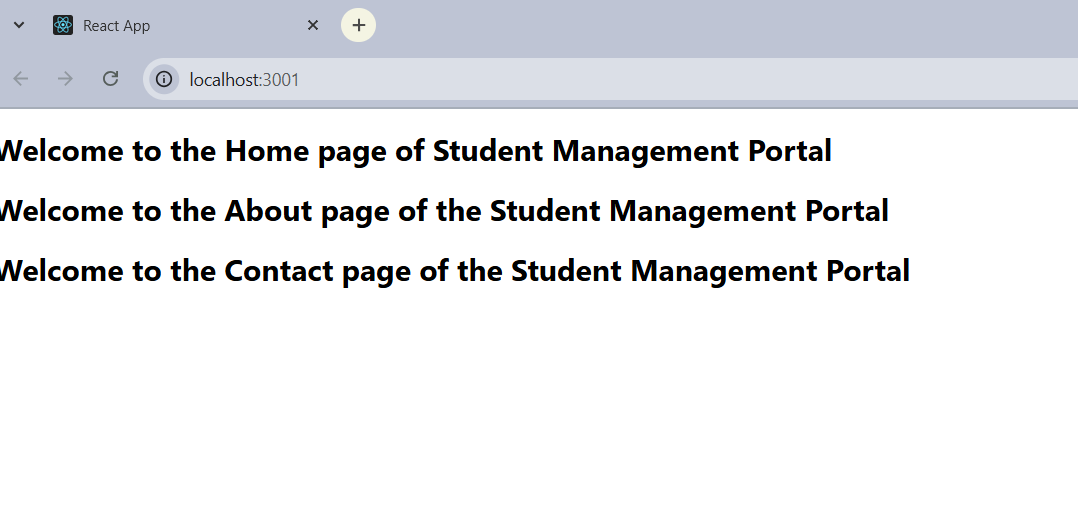 React App
localhost:3001
Welcome to the Home page of Student Management Portal
Welcome to the About page of the Student Management Portal
Welcome to the Contact page of the Student Management Portal